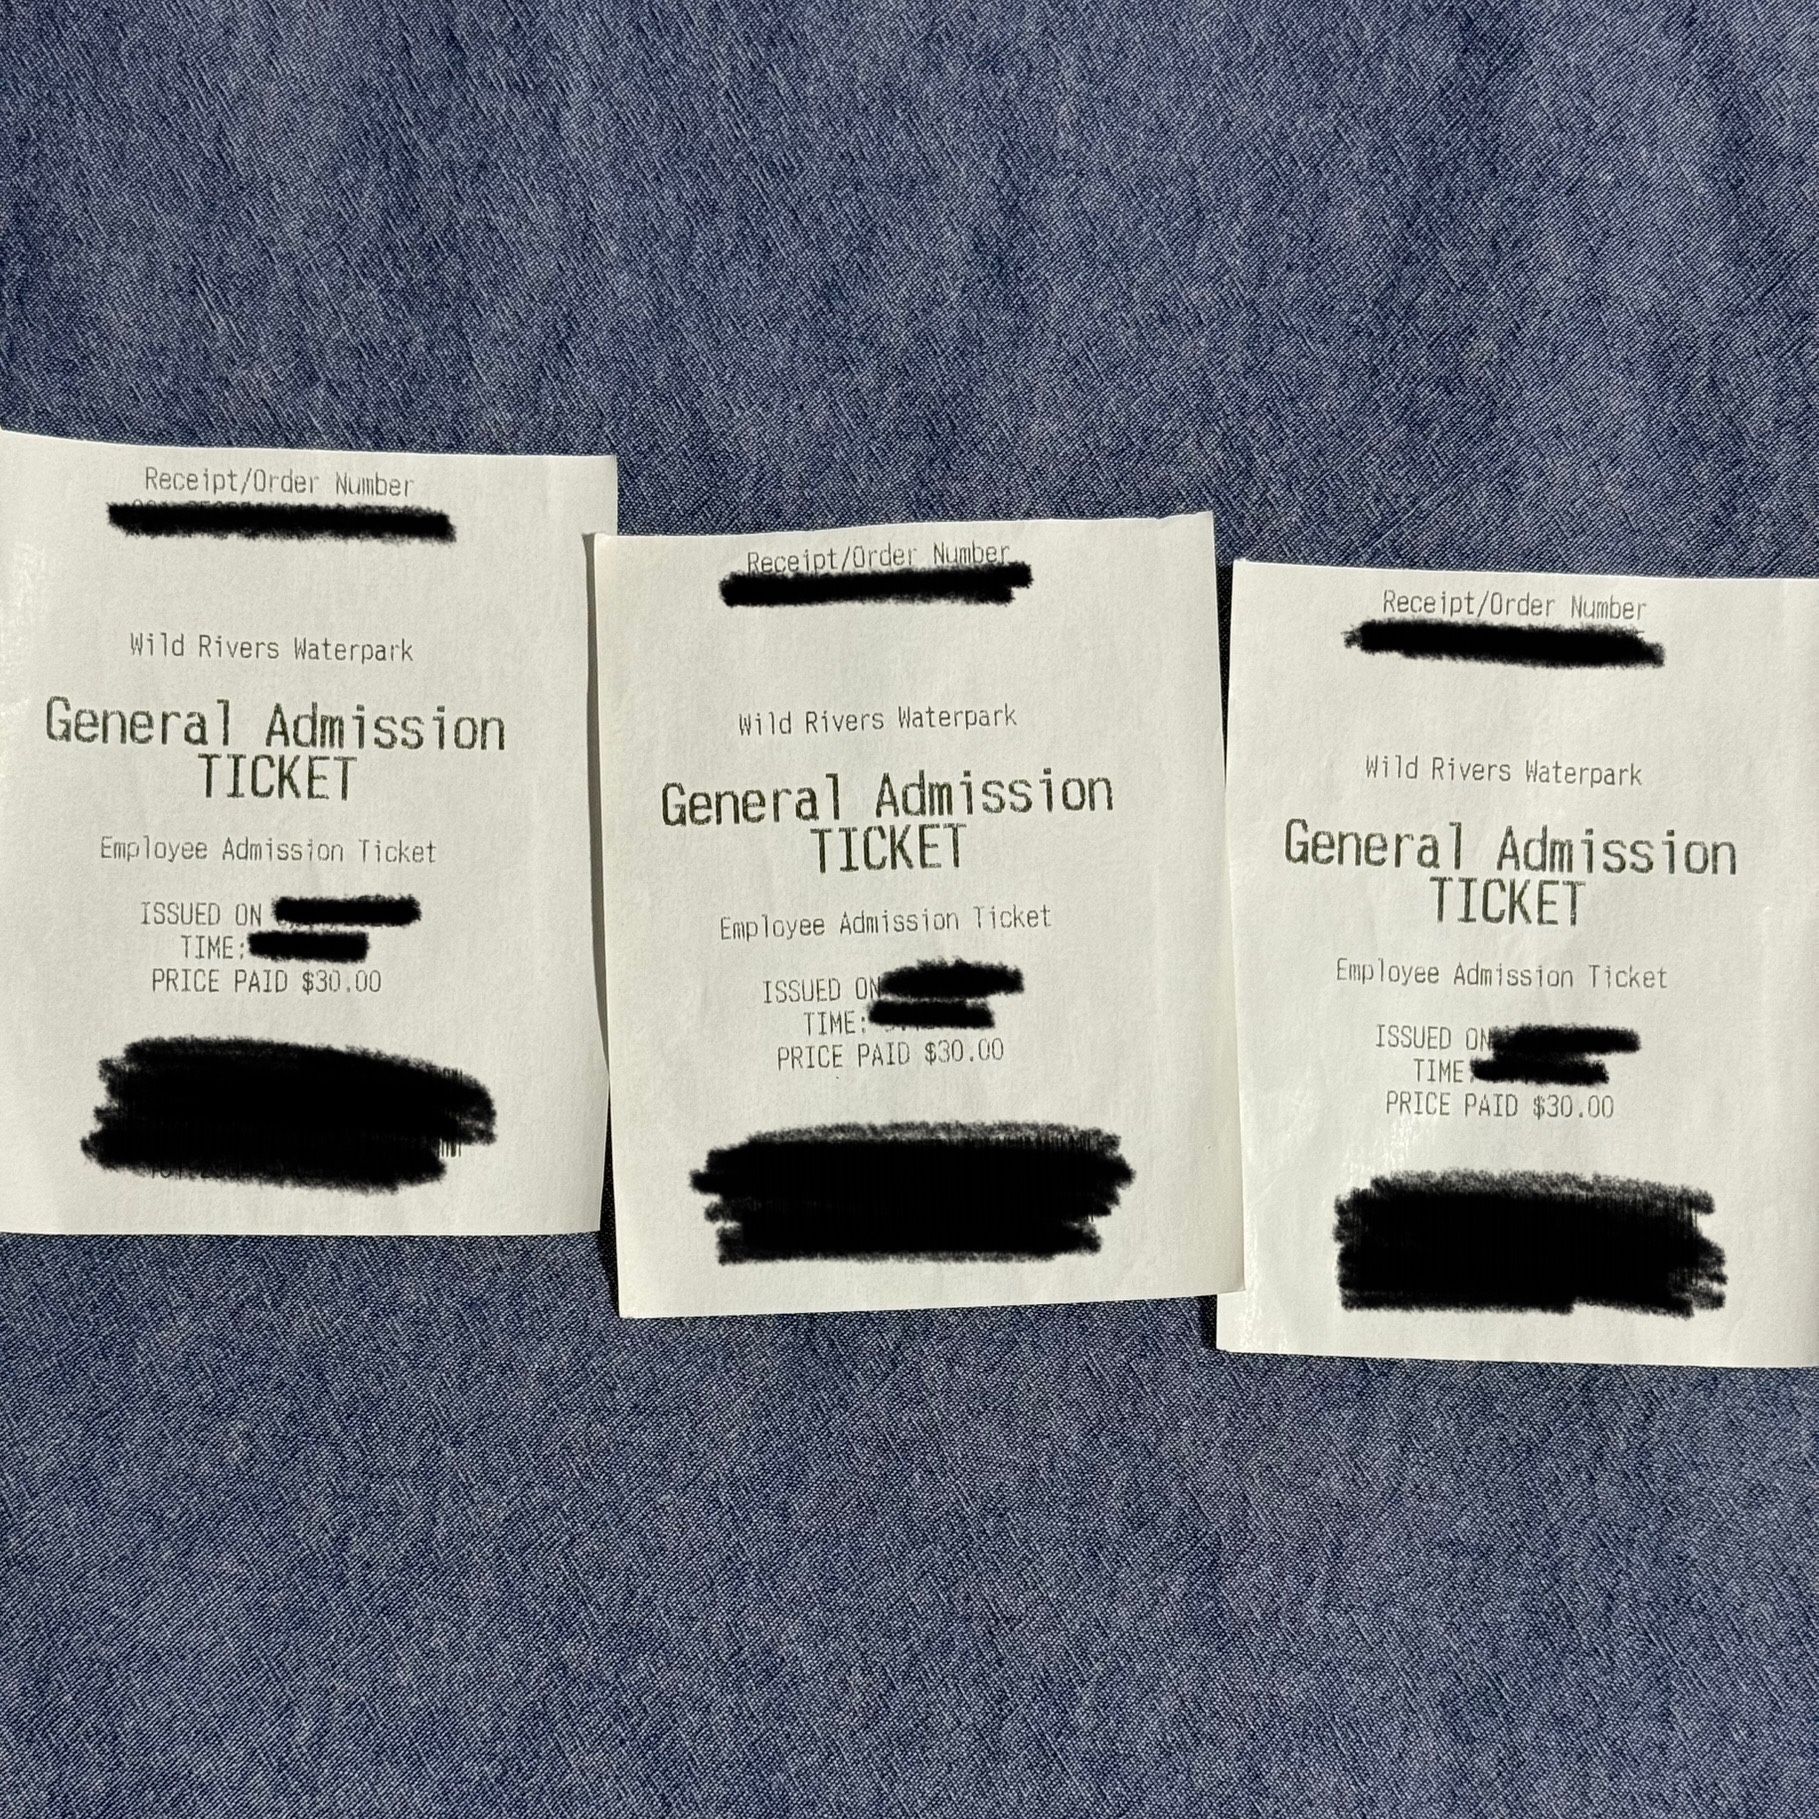 Receipt/Order Number
Wild Rivers Waterpark
General Admission
TICKET
Employee Admission Ticket
ISSUED ON
TIME:
PRICE PAID $30.00
Receipt/Order Number
Wild Rivers Waterpark
General Admission
TICKET
Employee Admission Ticket
ISSUED ON
TIME:
PRICE PAID $30.00
Receipt/Order Number
Wild Rivers Waterpark
General Admission
TICKET
Employee Admission Ticket
ISSUED ON
TIME:
PRICE PAID $30.00